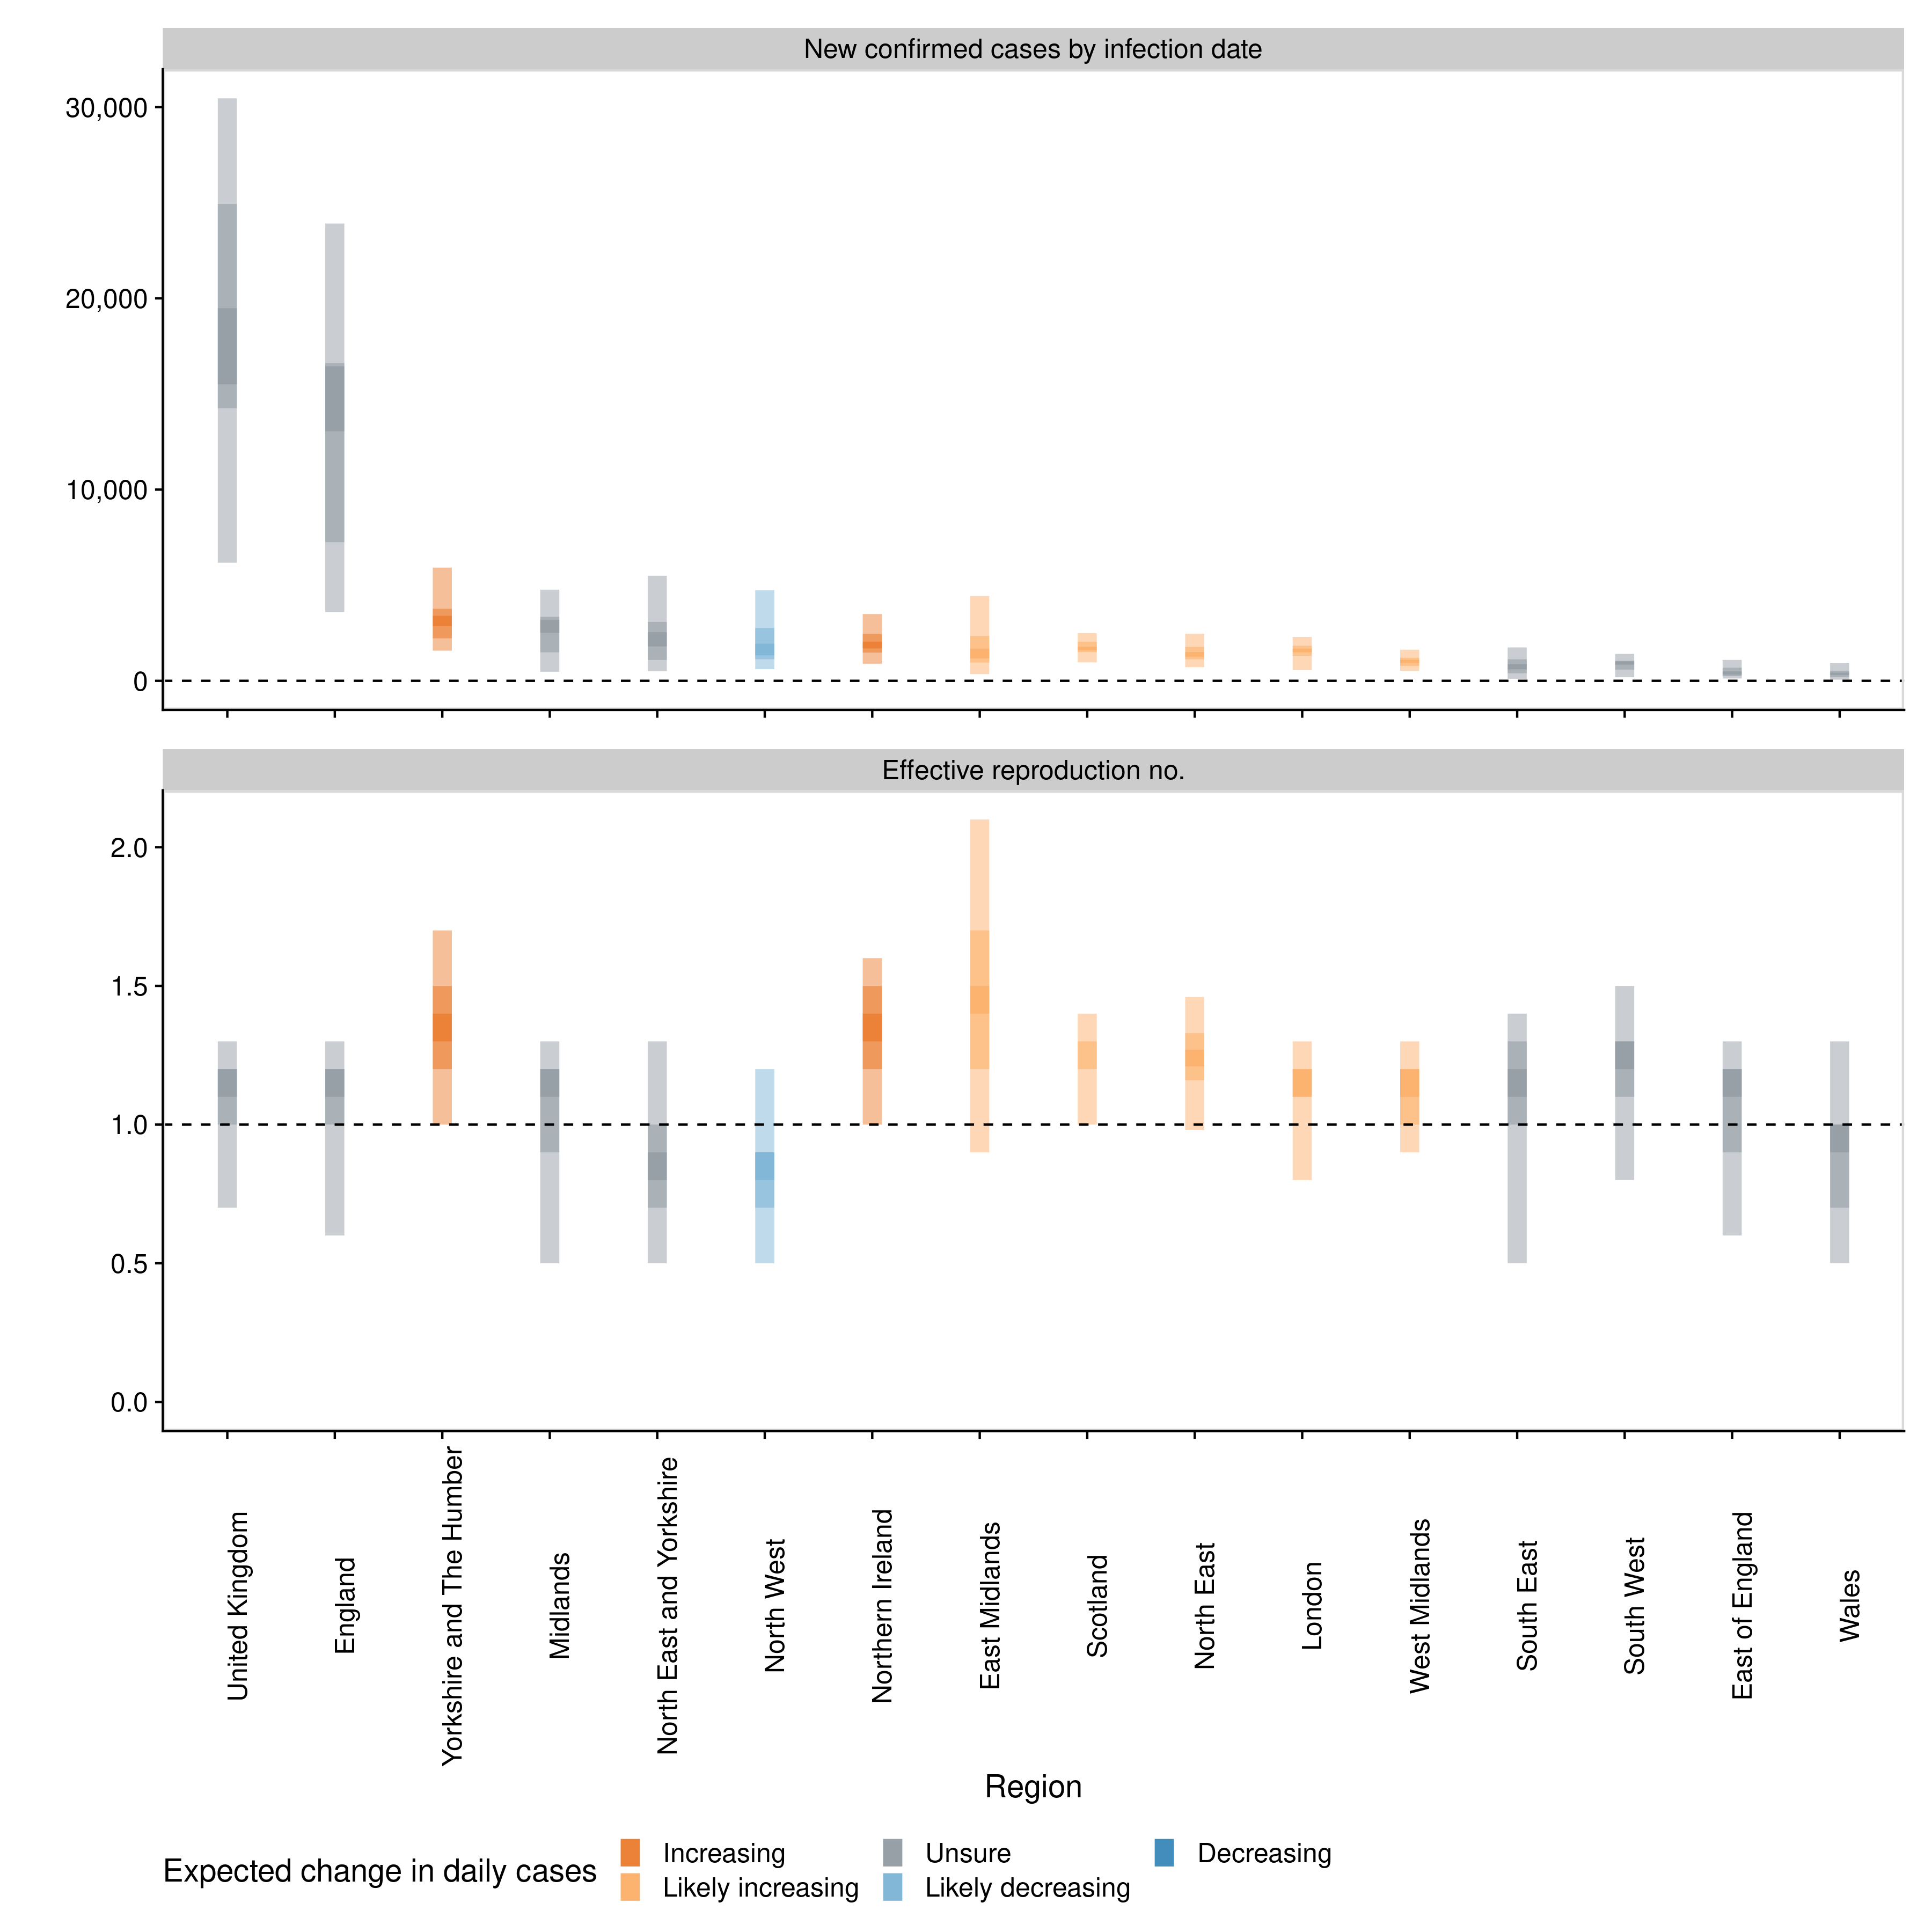 New confirmed cases by infection date
30,000
20,000
10,000
0
Effective reproduction no.
2.0
1.5
1.0
0.5
0.0
United Kingdom
England
Yorkshire and The Humber
Midlands
North East and Yorkshire
North West
Northern Ireland
East Midlands
Scotland
North East
London
West Midlands
South East
South West
East of England
Wales
Region
Expected change in daily cases
Increasing
Likely increasing
Unsure
Likely decreasing
Decreasing